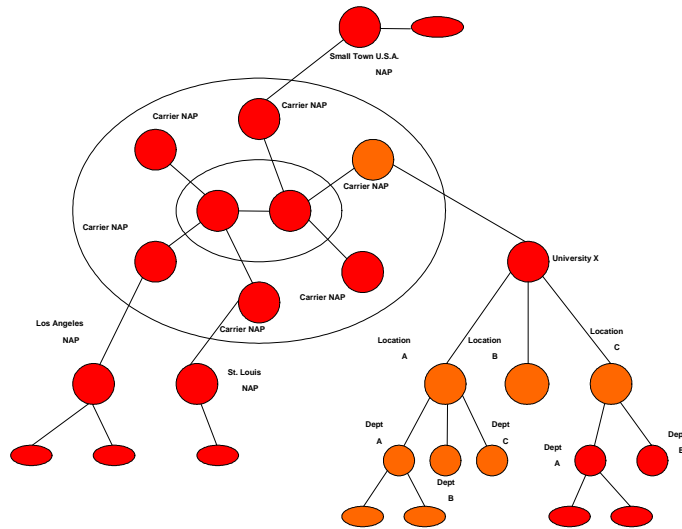 Small Town U.S.A.
NAP
Carrier NAP
Carrier NAP
Carrier NAP
Carrier NAP
University X
Carrier NAP
Los Angeles
NAP
Carrier NAP
Location
A
Location
B
Location
C
St. Louis
NAP
Dept
A
Dept
C
Dept
B
Dept
A